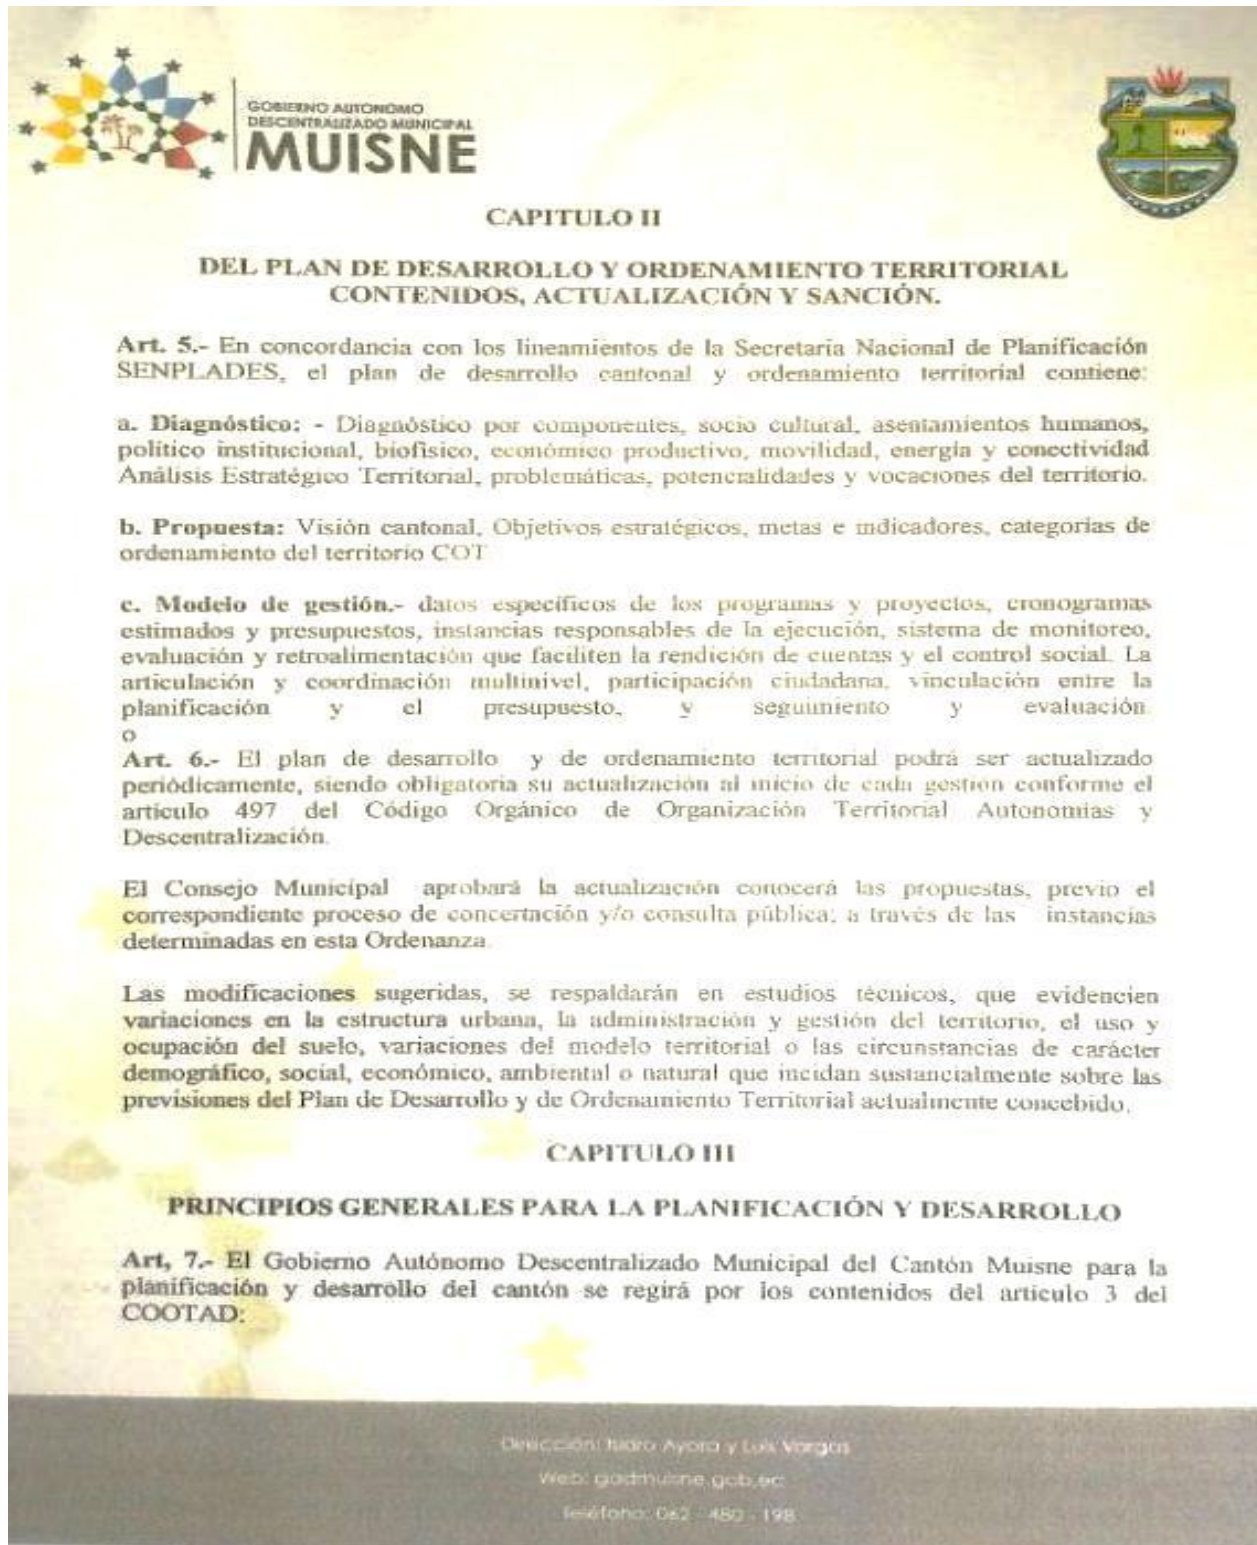 GOBIERNO AUTONOMO
DESCENTRALIZADO MUNICIPAL
MUISNE
CAPITULO II
DEL PLAN DE DESARROLLO Y ORDENAMIENTO TERRITORIAL
CONTENIDOS, ACTUALIZACIÓN Y SANCIÓN.
Art. 5.- En concordancia con los lineamientos de la Secretaría Nacional de Planificación
SENPLADES, el plan de desarrollo cantonal y ordenamiento territorial contiene:
a. Diagnóstico: - Diagnóstico por componentes, socio cultural, asentamientos humanos,
político institucional, biofísico, económico productivo, movilidad, energía y conectividad
Análisis Estratégico Territorial, problemáticas, potencialidades y vocaciones del territorio.
b. Propuesta: Visión cantonal, Objetivos estratégicos, metas e indicadores, categorías de
ordenamiento del territorio COT
c. Modelo de gestión.- datos específicos de los programas y proyectos, cronogramas
estimados y presupuestos, instancias responsables de la ejecución, sistema de monitoreo,
evaluación y retroalimentación que faciliten la rendición de cuentas y el control social. La
articulación y coordinación multinivel, participación ciudadana, vinculación entre la
planificación y el presupuesto, y seguimiento y evaluación.
o
Art. 6.- El plan de desarrollo y de ordenamiento territorial podrá ser actualizado
periódicamente, siendo obligatoria su actualización al inicio de cada gestión conforme el
artículo 497 del Código Orgánico de Organización Territorial Autonomías y
Descentralización.
El Consejo Municipal aprobará la actualización conocerá las propuestas, previo el
correspondiente proceso de concertación y/o consulta pública; a través de las instancias
determinadas en esta Ordenanza.
Las modificaciones sugeridas, se respaldarán en estudios técnicos, que evidencien
variaciones en la estructura urbana, la administración y gestión del territorio, el uso y
ocupación del suelo, variaciones del modelo territorial o las circunstancias de carácter
demográfico, social, económico, ambiental o natural que incidan sustancialmente sobre las
previsiones del Plan de Desarrollo y de Ordenamiento Territorial actualmente concebido.
CAPITULO III
PRINCIPIOS GENERALES PARA LA PLANIFICACIÓN Y DESARROLLO
Art, 7.- El Gobierno Autónomo Descentralizado Municipal del Cantón Muisne para la
planificación y desarrollo del cantón se regirá por los contenidos del artículo 3 del
COOTAD:
Dirección: Isidro Ayora y Luis Vargas
Web: gadmuisne.gob.ec
Teléfono: 062 - 480 - 198